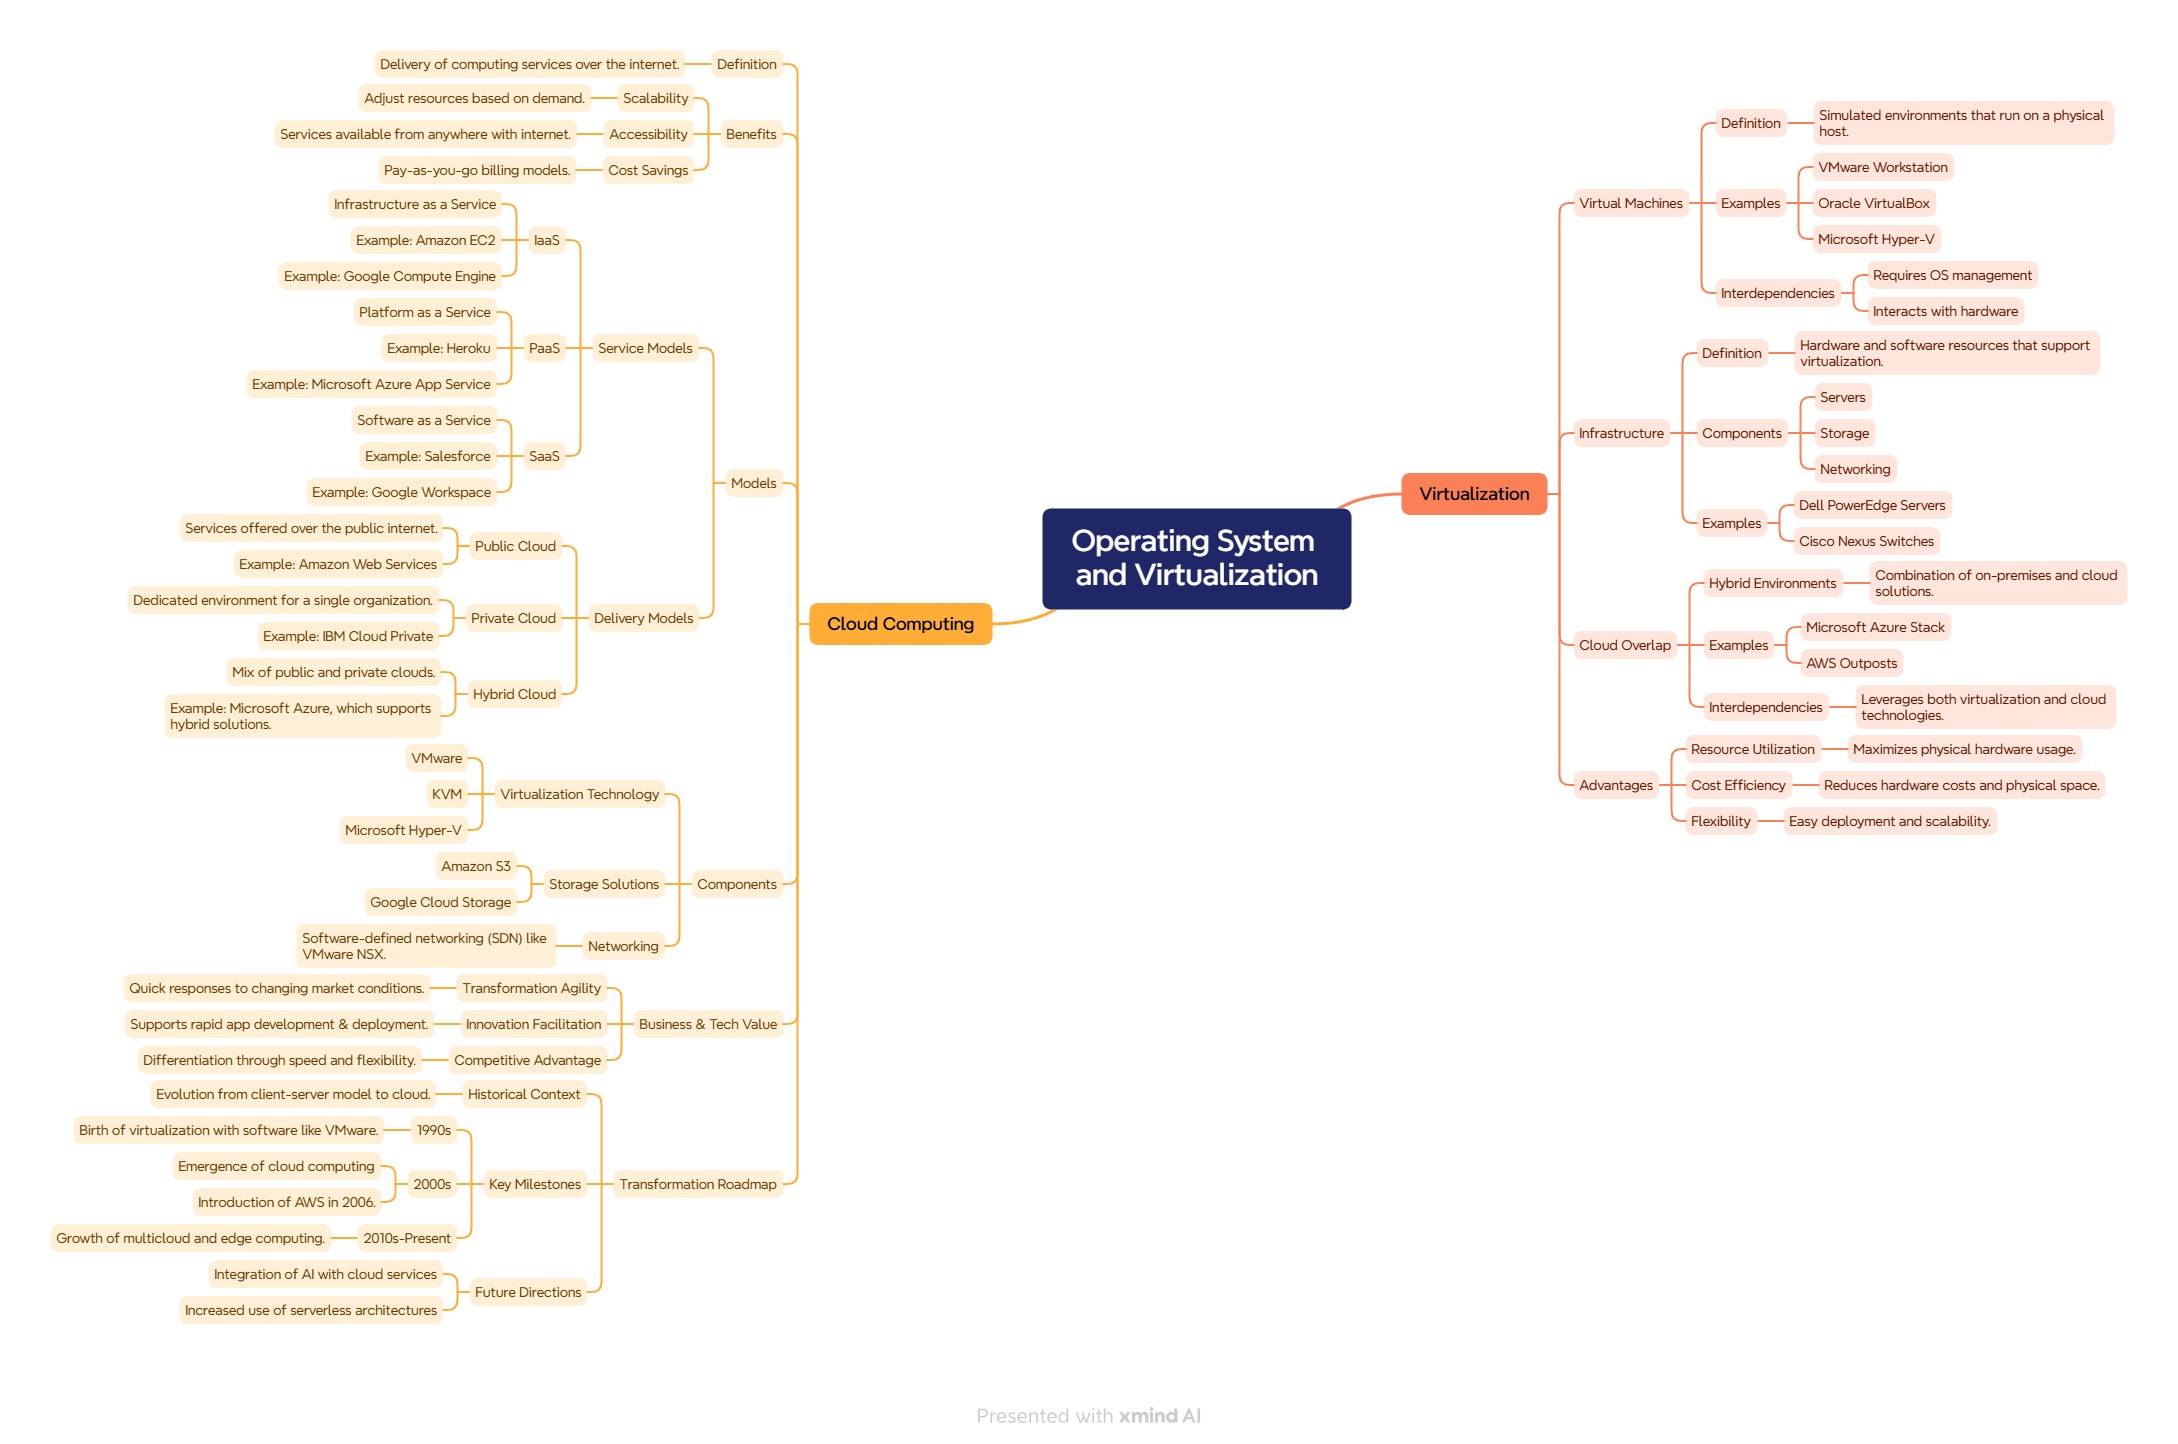 Operating System
and Virtualization
Virtualization
Virtual Machines
Definition
Simulated environments that run on a physical
host.
Examples
VMware Workstation
Oracle VirtualBox
Microsoft Hyper-V
Interdependencies
Requires OS management
Interacts with hardware
Infrastructure
Definition
Hardware and software resources that support
virtualization.
Components
Servers
Storage
Networking
Examples
Dell PowerEdge Servers
Cisco Nexus Switches
Cloud Overlap
Hybrid Environments
Combination of on-premises and cloud
solutions.
Examples
Microsoft Azure Stack
AWS Outposts
Interdependencies
Leverages both virtualization and cloud
technologies.
Advantages
Resource Utilization
Maximizes physical hardware usage.
Cost Efficiency
Reduces hardware costs and physical space.
Flexibility
Easy deployment and scalability.
Cloud Computing
Definition
Delivery of computing services over the internet.
Benefits
Scalability
Adjust resources based on demand.
Accessibility
Services available from anywhere with internet.
Cost Savings
Pay-as-you-go billing models.
Models
Service Models
IaaS
Infrastructure as a Service
Example: Amazon EC2
Example: Google Compute Engine
PaaS
Platform as a Service
Example: Heroku
Example: Microsoft Azure App Service
SaaS
Software as a Service
Example: Salesforce
Example: Google Workspace
Delivery Models
Public Cloud
Services offered over the public internet.
Example: Amazon Web Services
Private Cloud
Dedicated environment for a single organization.
Example: IBM Cloud Private
Hybrid Cloud
Mix of public and private clouds.
Example: Microsoft Azure, which supports
hybrid solutions.
Components
Virtualization Technology
VMware
KVM
Microsoft Hyper-V
Storage Solutions
Amazon S3
Google Cloud Storage
Networking
Software-defined networking (SDN) like
VMware NSX.
Business & Tech Value
Transformation Agility
Quick responses to changing market conditions.
Innovation Facilitation
Supports rapid app development & deployment.
Competitive Advantage
Differentiation through speed and flexibility.
Transformation Roadmap
Historical Context
Evolution from client-server model to cloud.
Key Milestones
1990s
Birth of virtualization with software like VMware.
2000s
Emergence of cloud computing
Introduction of AWS in 2006.
2010s-Present
Growth of multicloud and edge computing.
Future Directions
Integration of AI with cloud services
Increased use of serverless architectures
Presented with xmind AI